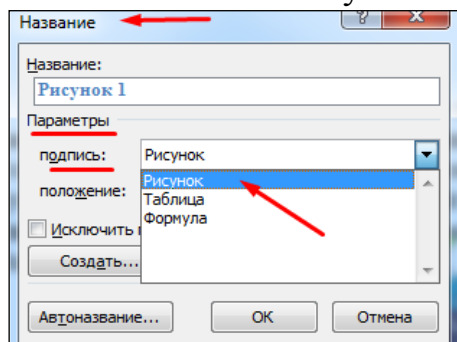 Название
Название:
Рисунок 1
Параметры
подпись: Рисунок
положение: Рисунок
Таблица
Формула
Исключить
Создать...
Автоназвание... ОК Отмена